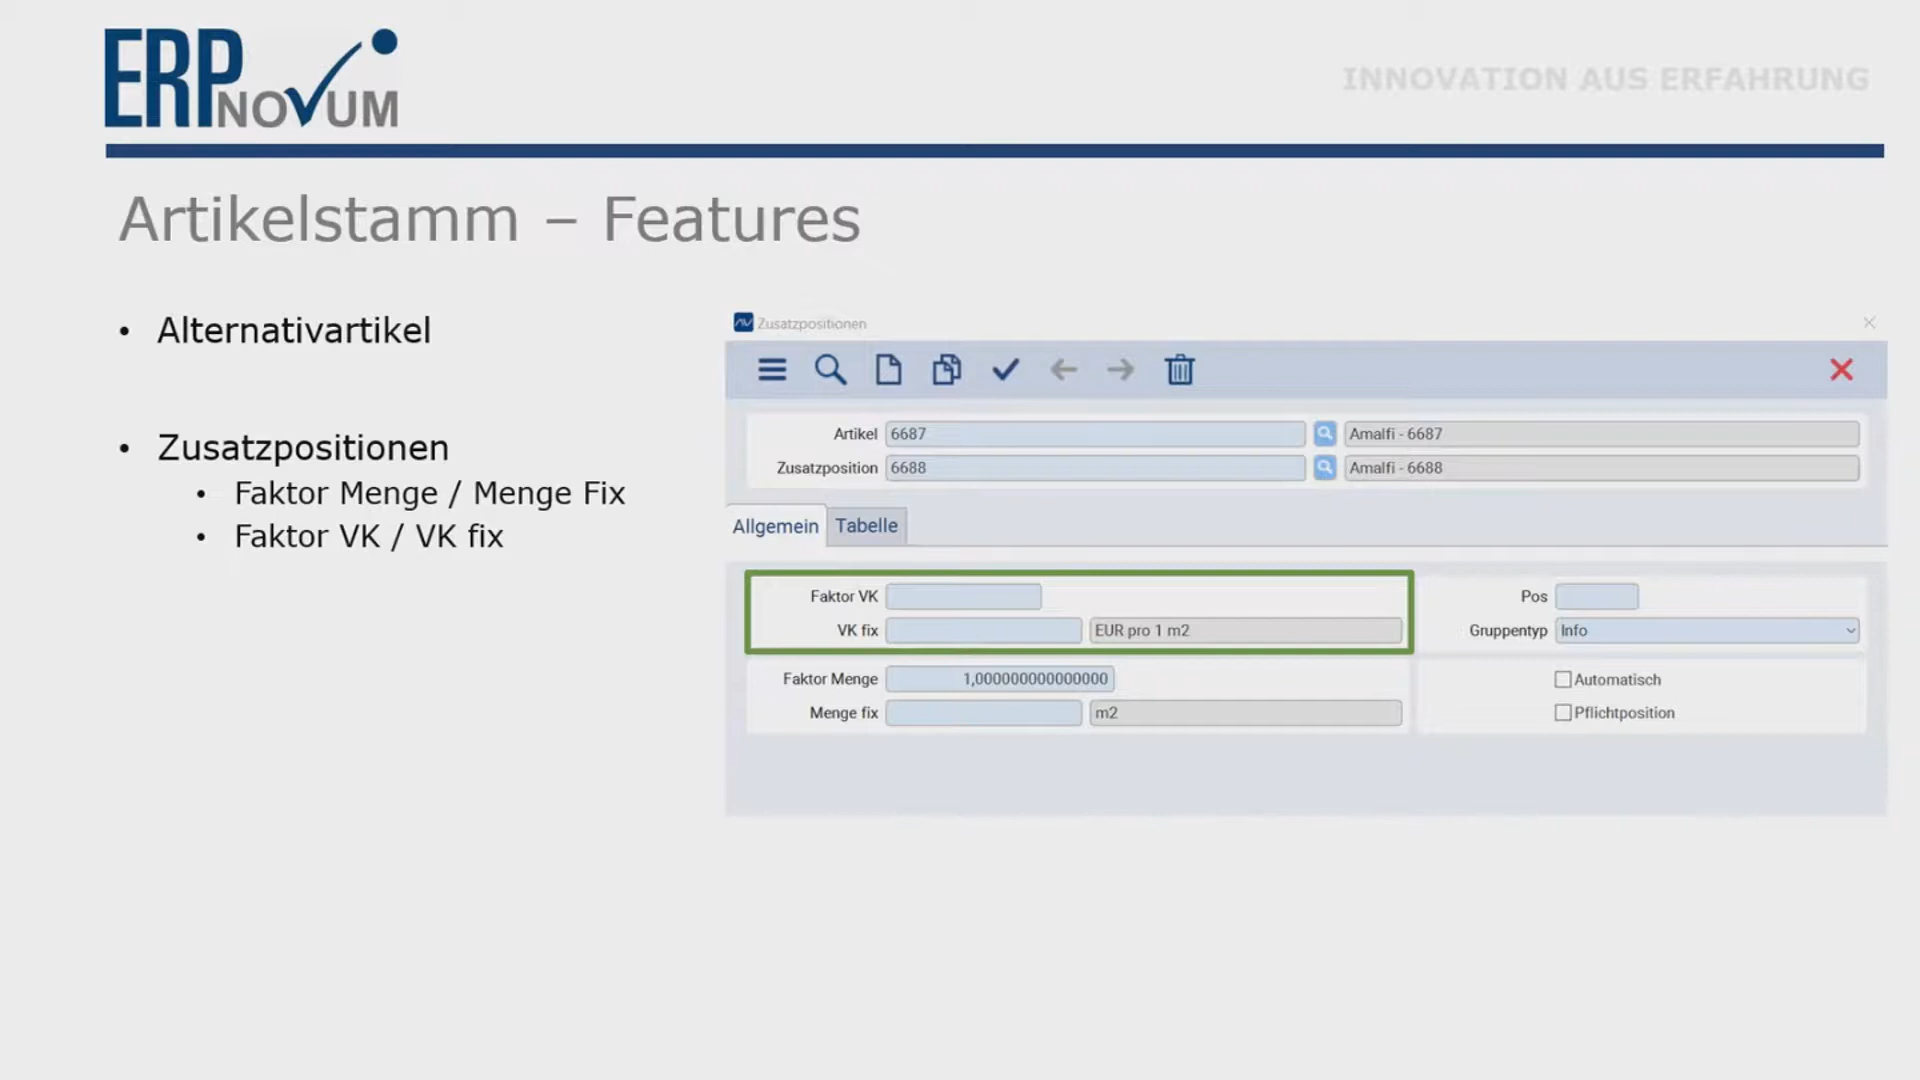 ERP NOVUM
INNOVATION AUS ERFAHRUNG
Artikelstamm – Features
• Alternativartikel
• Zusatzpositionen
• Faktor Menge / Menge Fix
• Faktor VK / VK fix
Zusatzpositionen
Artikel 6687 Amalfi - 6687
Zusatzposition 6688 Amalfi - 6688
Allgemein Tabelle
Faktor VK Pos
VK fix EUR pro 1 m2 Gruppentyp Info
Faktor Menge 1,000000000000000 Automatisch
Menge fix m2 Pflichtposition